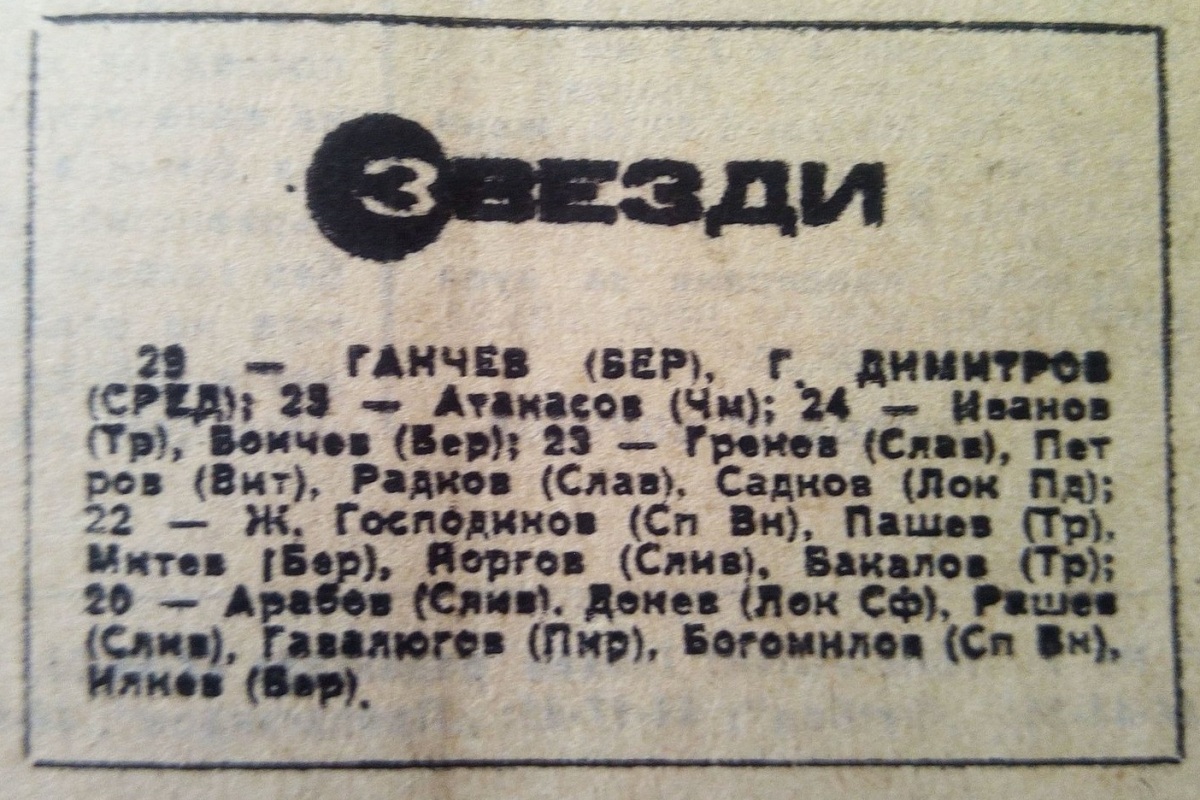 ЗВЕЗДИ
29 — ГАНЧЕВ (БЕР), Г. ДИМИТРОВ
(СРЕД); 25 — Атанасов (Чм); 24 — Иванов
(Тр), Бончев (Бер); 23 — Гренов (Слав), Пет
ров (Вит), Радков (Слав), Садков (Лок Пд);
22 — Ж. Господинов (Сп Вн), Пашев (Тр),
Митев (Бер), Йоргов (Слив), Бакалов (Тр);
20 — Арабов (Слив), Донев (Лок Сф), Рашев
(Слив), Гавалюгов (Пир), Богомилов (Сп Вн),
Илиев (Бер).